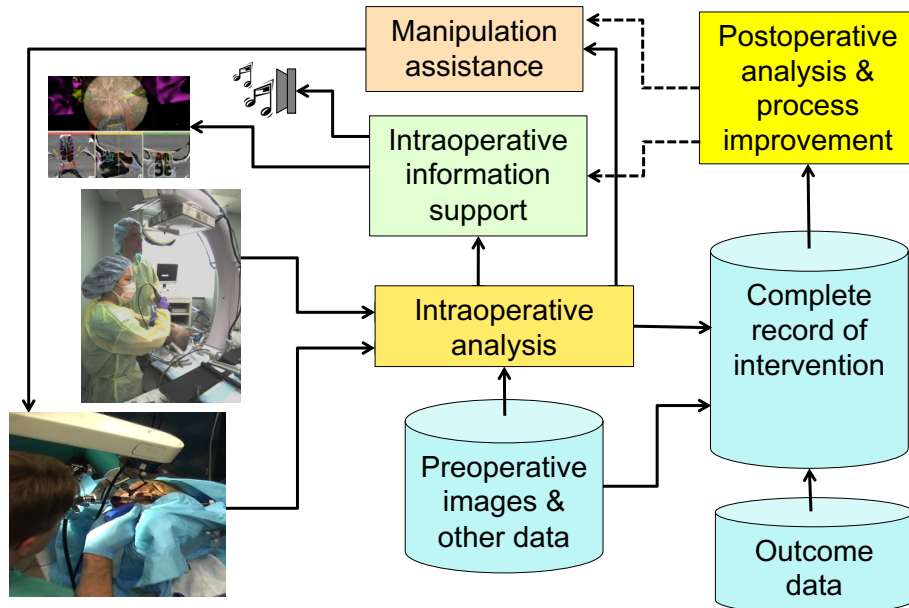 Manipulation
assistance
Postoperative
analysis &
process
improvement
Intraoperative
information
support
Intraoperative
analysis
Complete
record of
intervention
Preoperative
images &
other data
Outcome
data